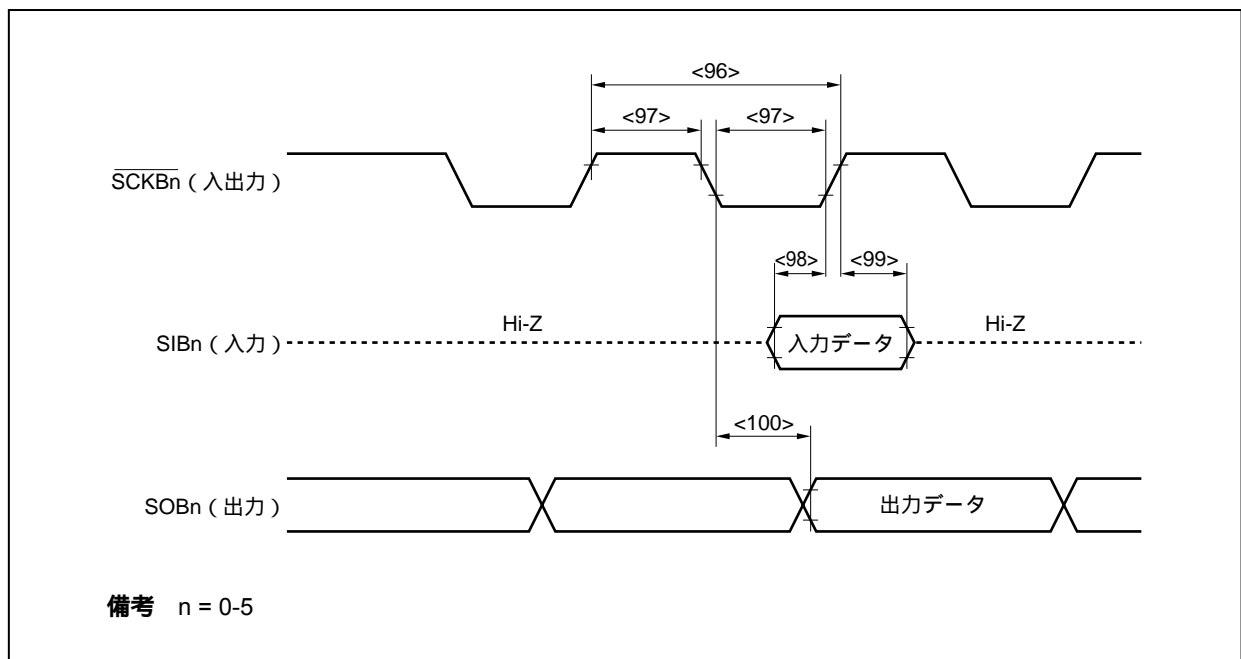 <96>
<97> <97>
SCKBn（入出力）
<98> <99>
Hi-Z Hi-Z
SIBn（入力） 入力データ
<100>
SOBn（出力） 出力データ
備考 n = 0-5